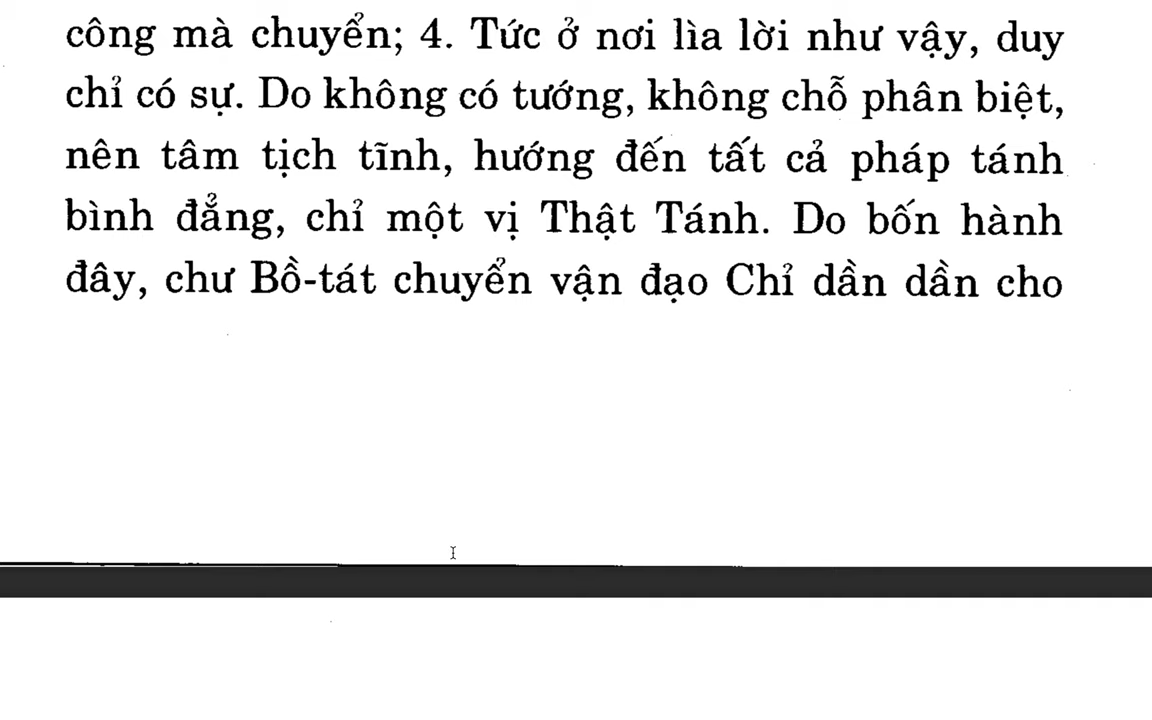 công mà chuyển; 4. Tức ở nơi lìa lời như vậy, duy
chỉ có sự. Do không có tướng, không chỗ phân biệt,
nên tâm tịch tĩnh, hướng đến tất cả pháp tánh
bình đẳng, chỉ một vị Thật Tánh. Do bốn hành
đây, chư Bồ-tát chuyển vận đạo Chỉ dần dần cho